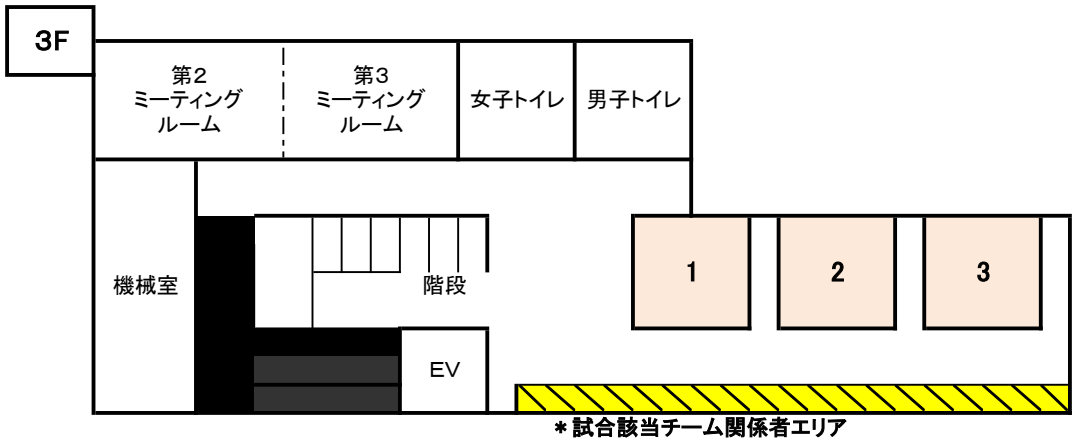 3F
第2
ミーティング
ルーム
第3
ミーティング
ルーム
女子トイレ
男子トイレ
機械室
階段
EV
1
2
3
*試合該当チーム関係者エリア